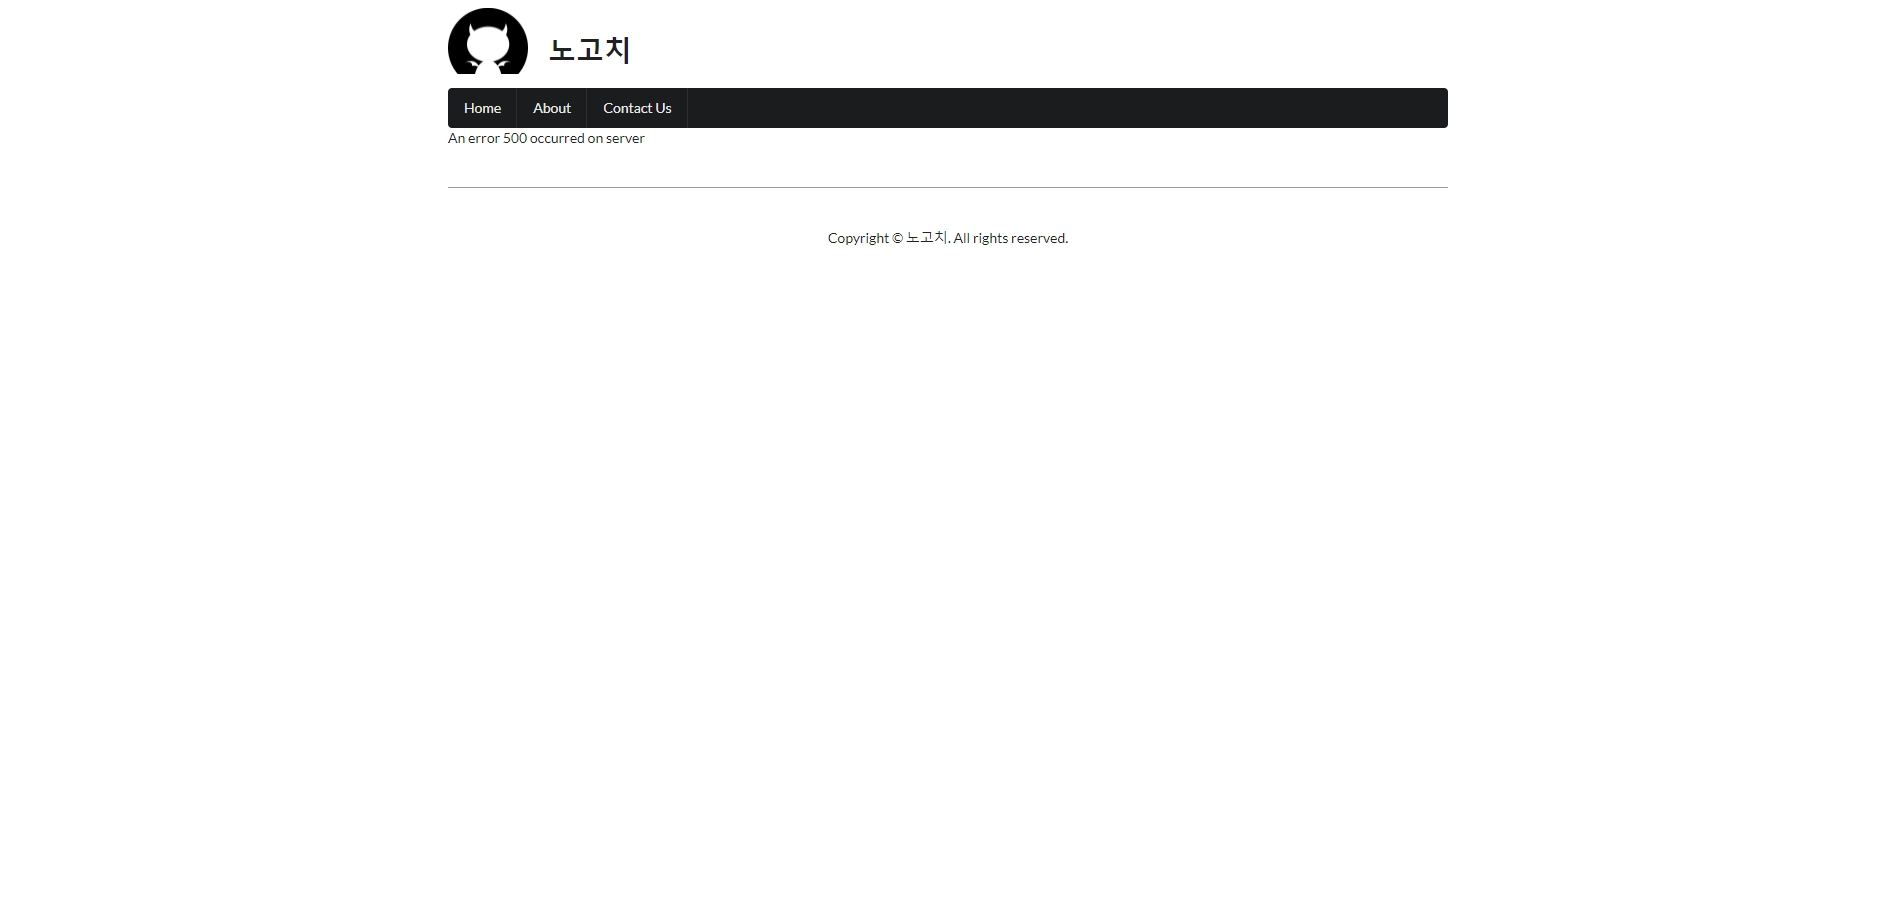 노고치
Home About Contact Us
An error 500 occurred on server
Copyright © 노고치. All rights reserved.